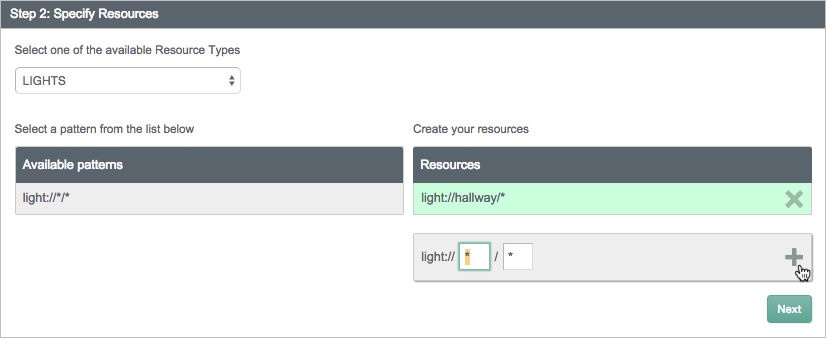 Step 2: Specify Resources
Select one of the available Resource Types
LIGHTS
Select a pattern from the list below
Available patterns
light://*/*
Create your resources
Resources
light://hallway/*
light:// * / *
Next